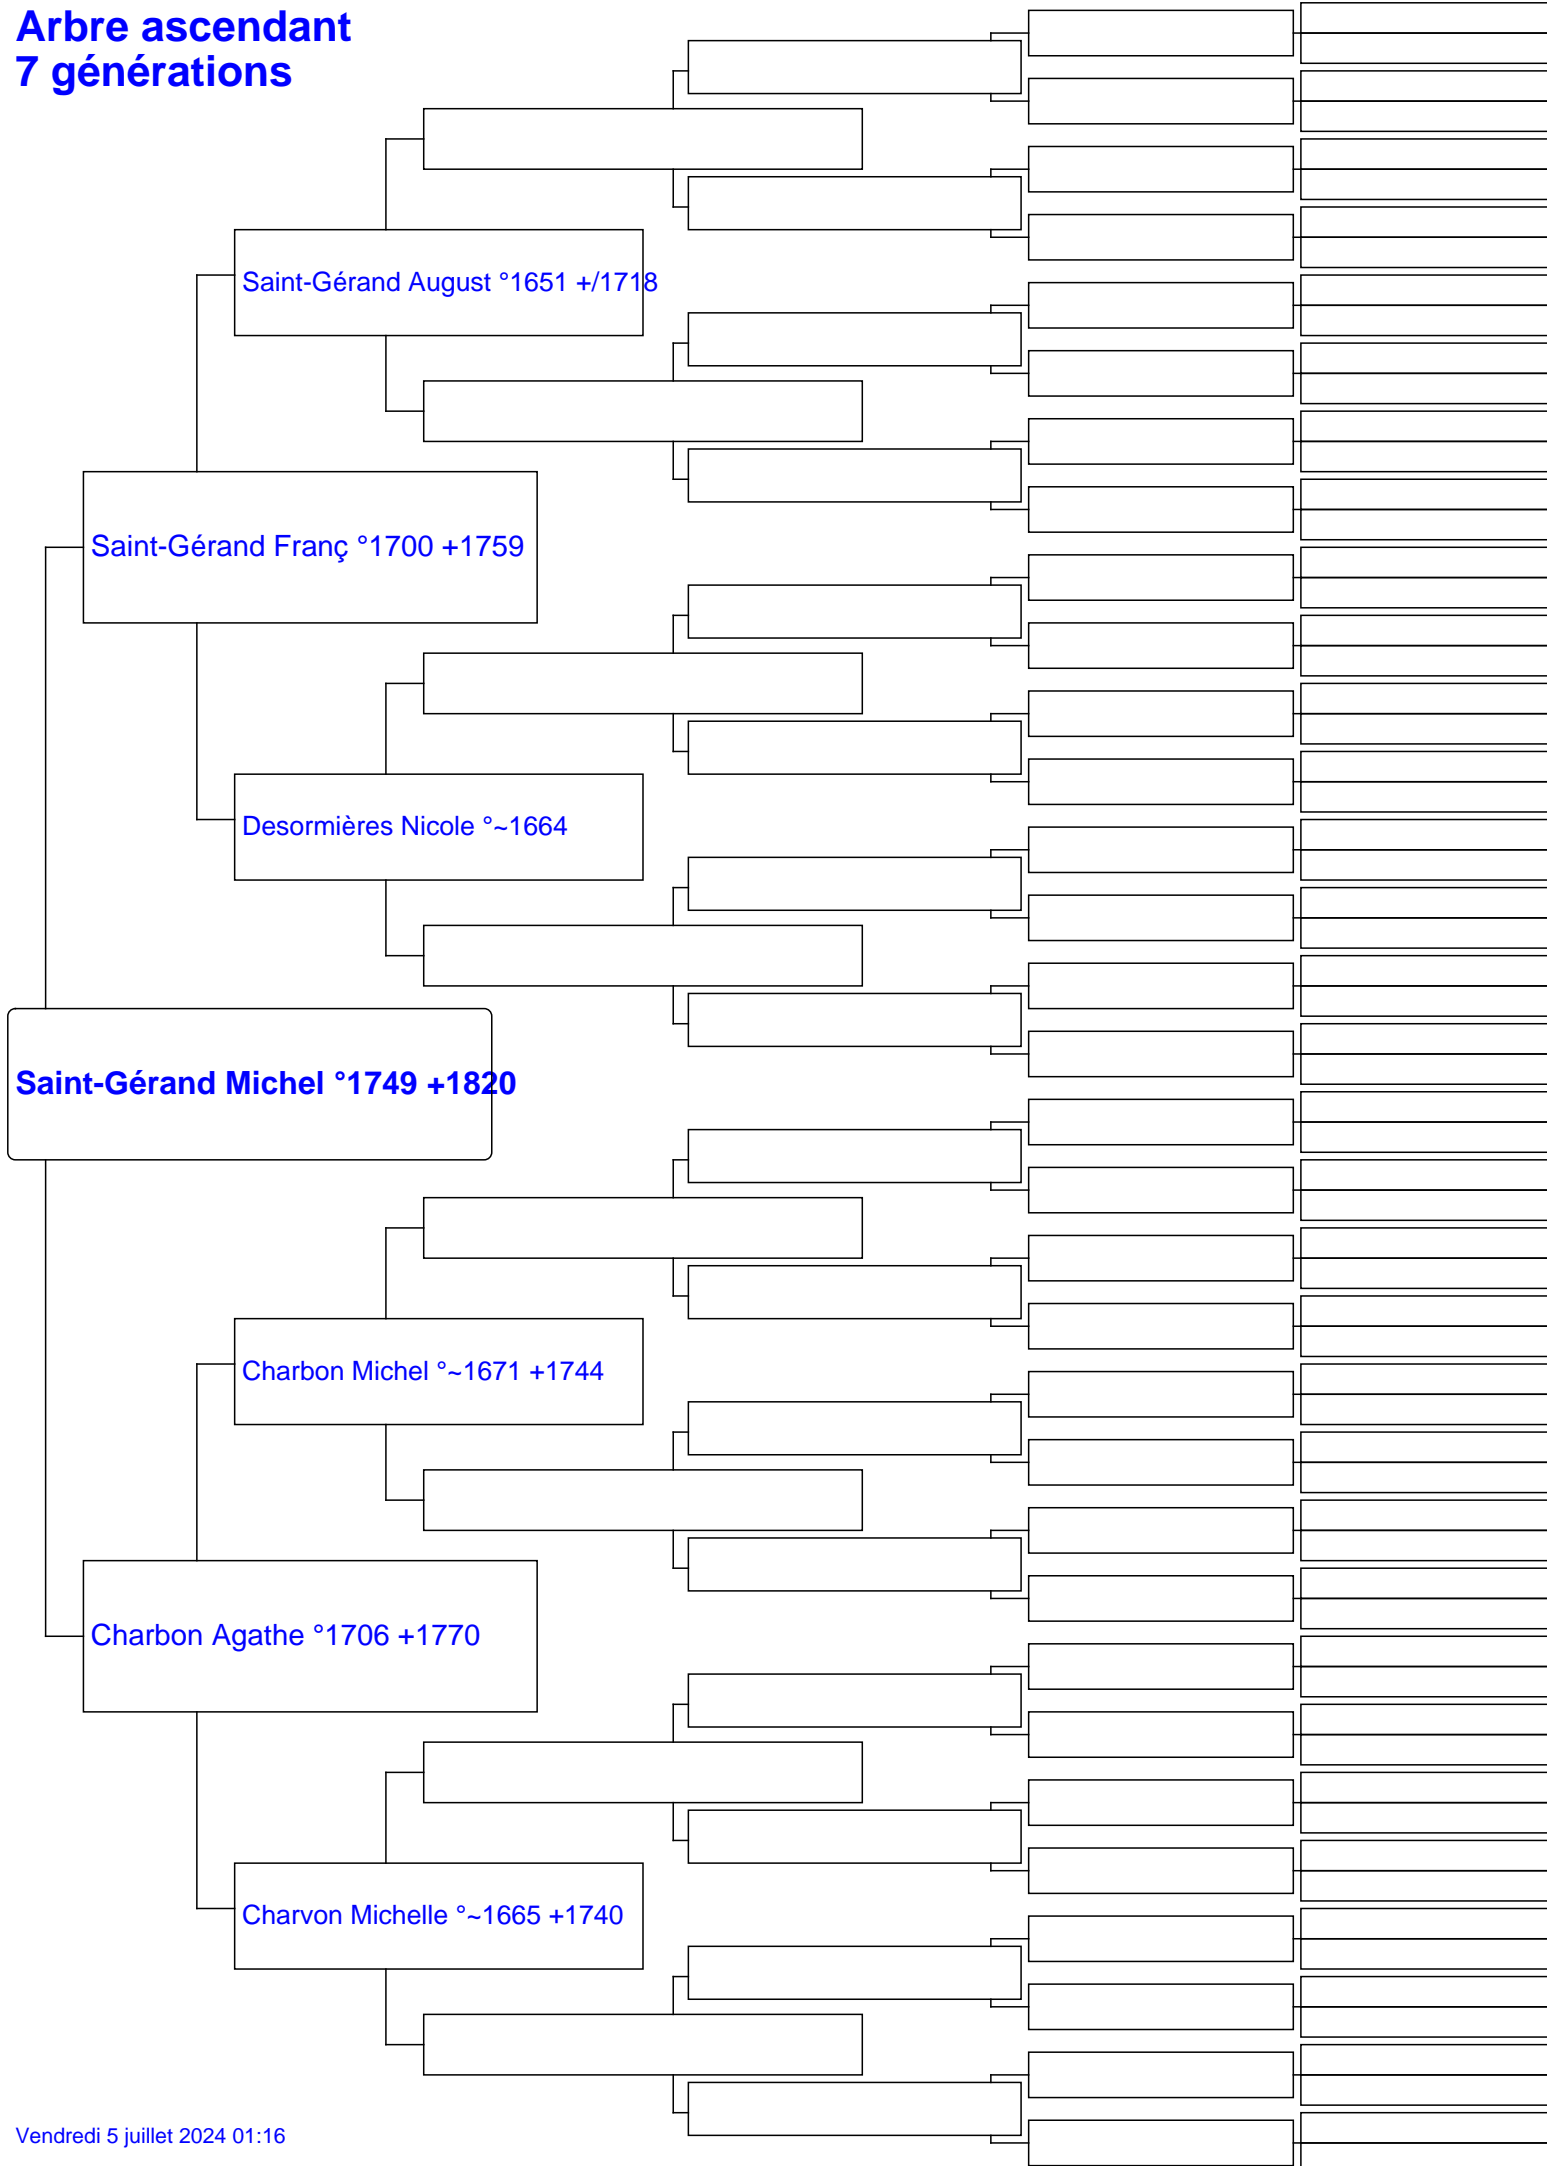 Arbre ascendant
7 générations
Saint-Gérand August °1651 +/1718
Saint-Gérand Franç °1700 +1759
Desormières Nicole °~1664
Saint-Gérand Michel °1749 +1820
Charbon Michel °~1671 +1744
Charbon Agathe °1706 +1770
Charvon Michelle °~1665 +1740
Vendredi 5 juillet 2024 01:16